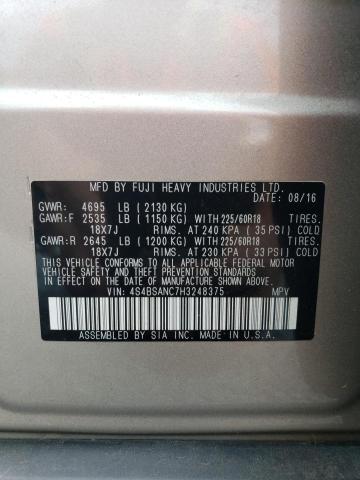 MFD BY FUJI HEAVY INDUSTRIES LTD.
DATE: 08/16
GVWR: 4695 LB (2130 KG)
GAWR:F 2535 LB (1150 KG) WITH 225/60R18 TIRES.
18X7J RIMS. AT 240 KPA (35 PSI) COLD
GAWR:R 2645 LB (1200 KG) WITH 225/60R18 TIRES.
18X7J RIMS. AT 230 KPA (33 PSI) COLD
THIS VEHICLE CONFORMS TO ALL APPLICABLE FEDERAL MOTOR
VEHICLE SAFETY AND THEFT PREVENTION STANDARDS IN EFFECT
ON THE DATE OF MANUFACTURE SHOWN ABOVE.
VIN: 4S4BSANC7H3248375 MPV
ASSEMBLED BY SIA INC. MADE IN U.S.A.